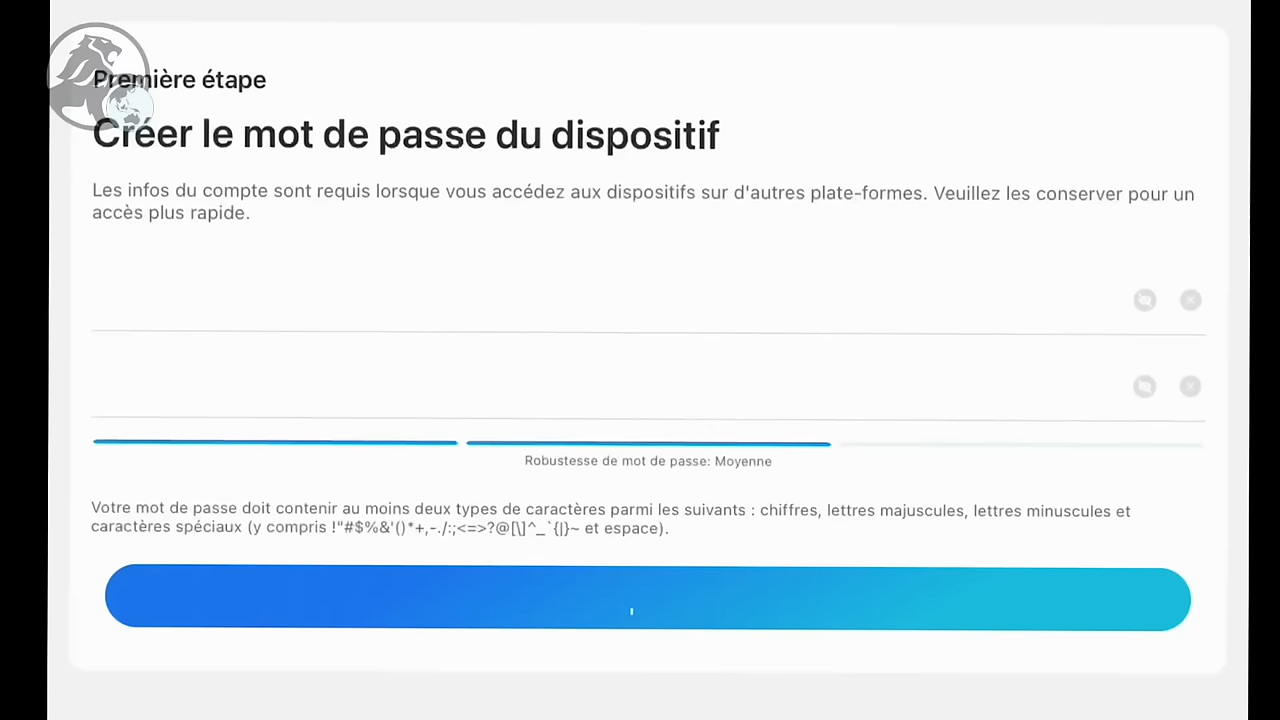 Première étape
Créer le mot de passe du dispositif
Les infos du compte sont requis lorsque vous accédez aux dispositifs sur d'autres plate-formes. Veuillez les conserver pour un
accès plus rapide.
Robustesse de mot de passe: Moyenne
Votre mot de passe doit contenir au moins deux types de caractères parmi les suivants : chiffres, lettres majuscules, lettres minuscules et
caractères spéciaux (y compris !"#$%&'()*+,-./:;<=>?@[\]^_`{|}~ et espace).